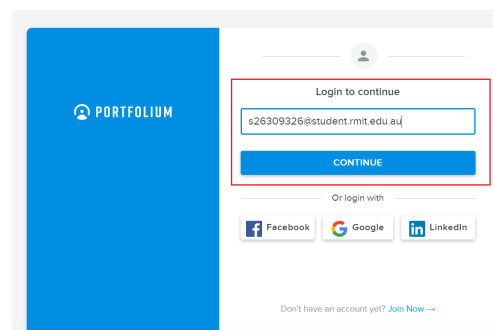 PORTFOLIUM
Login to continue
s26309326@student.rmit.edu.au
CONTINUE
Or login with
Facebook
Google
LinkedIn
Don't have an account yet? Join Now →